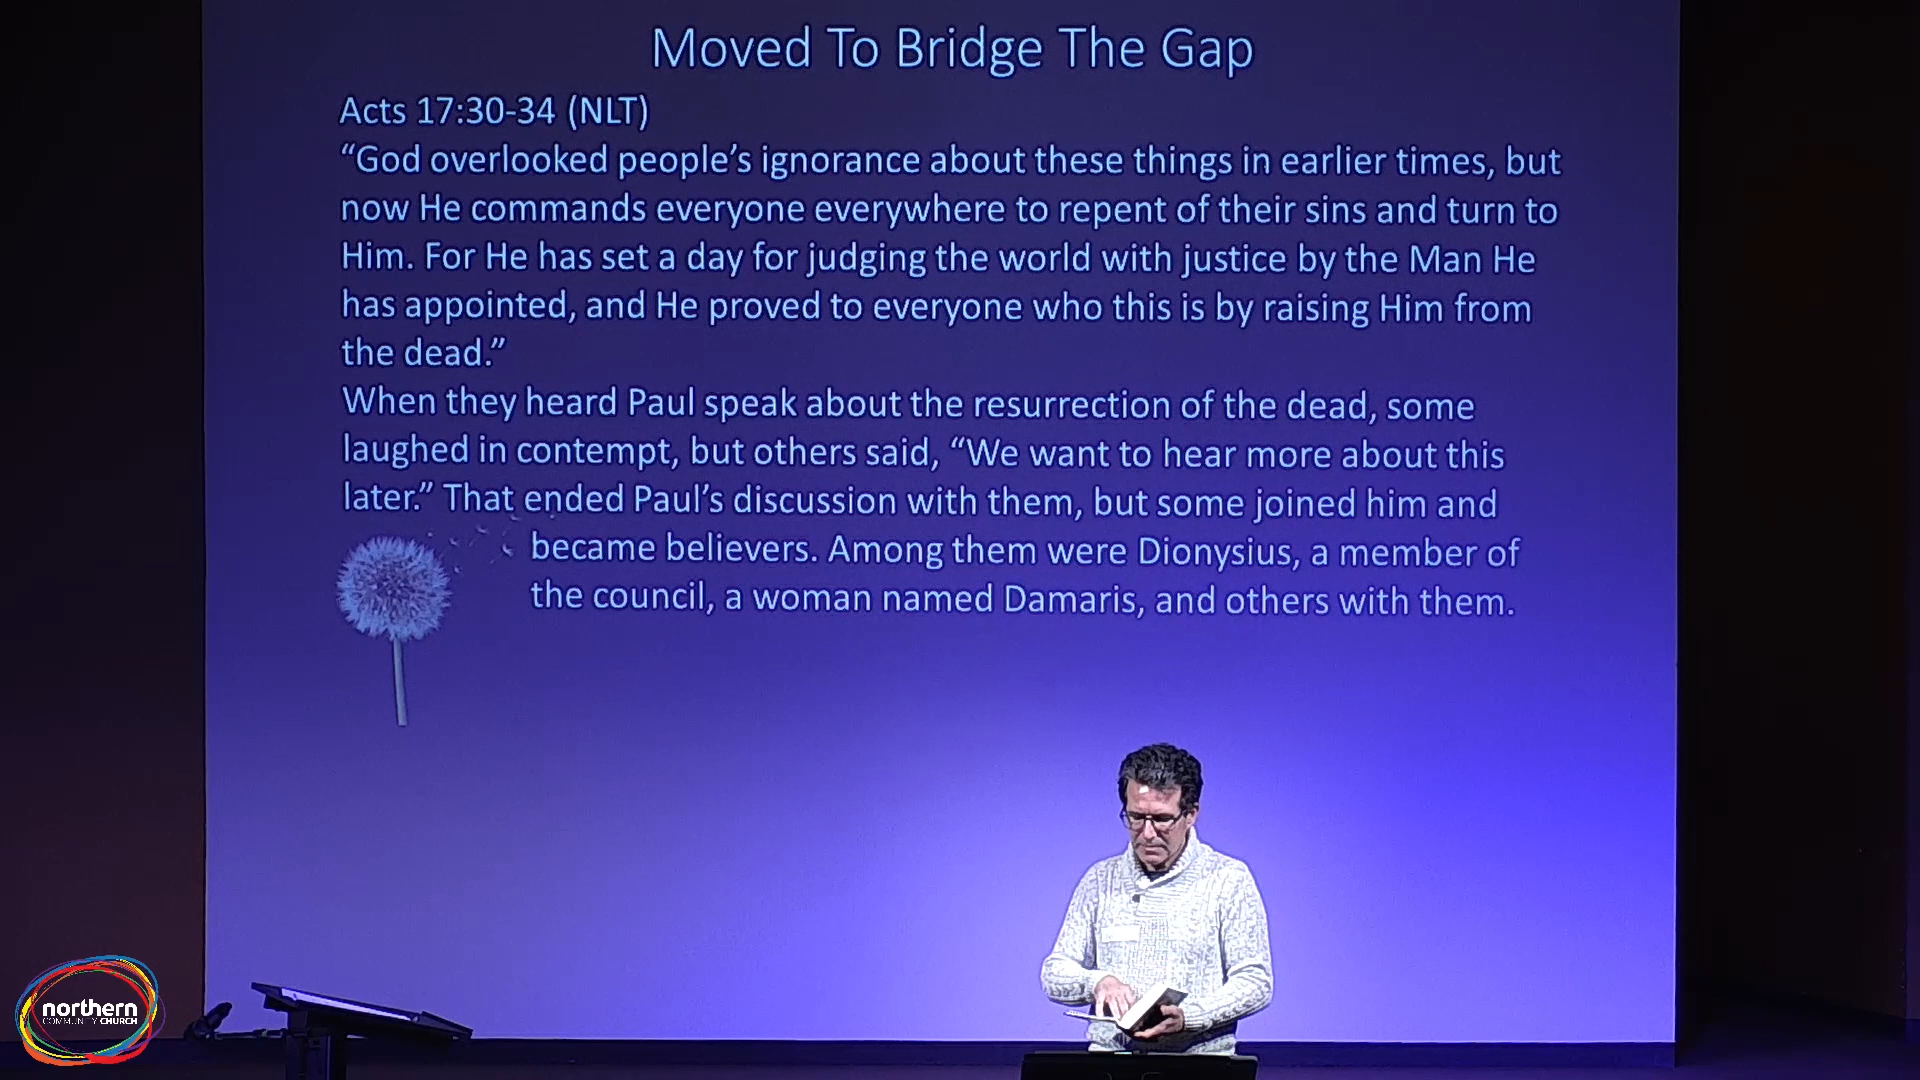 Moved To Bridge The Gap
Acts 17:30-34 (NLT)
“God overlooked people’s ignorance about these things in earlier times, but
now He commands everyone everywhere to repent of their sins and turn to
Him. For He has set a day for judging the world with justice by the Man He
has appointed, and He proved to everyone who this is by raising Him from
the dead.”
When they heard Paul speak about the resurrection of the dead, some
laughed in contempt, but others said, “We want to hear more about this
later.” That ended Paul’s discussion with them, but some joined him and
became believers. Among them were Dionysius, a member of
the council, a woman named Damaris, and others with them.
northern
COMMUNITY CHURCH